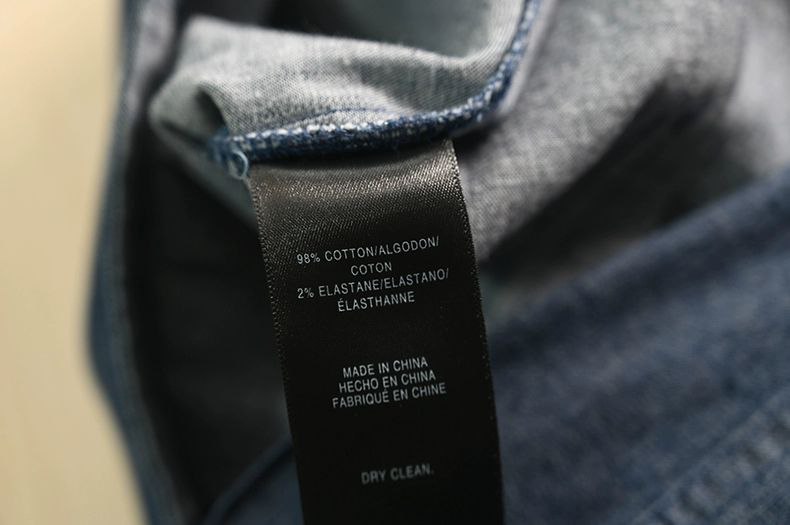 98% COTTON/ALGODON/
COTON
2% ELASTANE/ELASTANO/
ÉLASTHANNE
MADE IN CHINA
HECHO EN CHINA
FABRIQUÉ EN CHINE
DRY CLEAN.